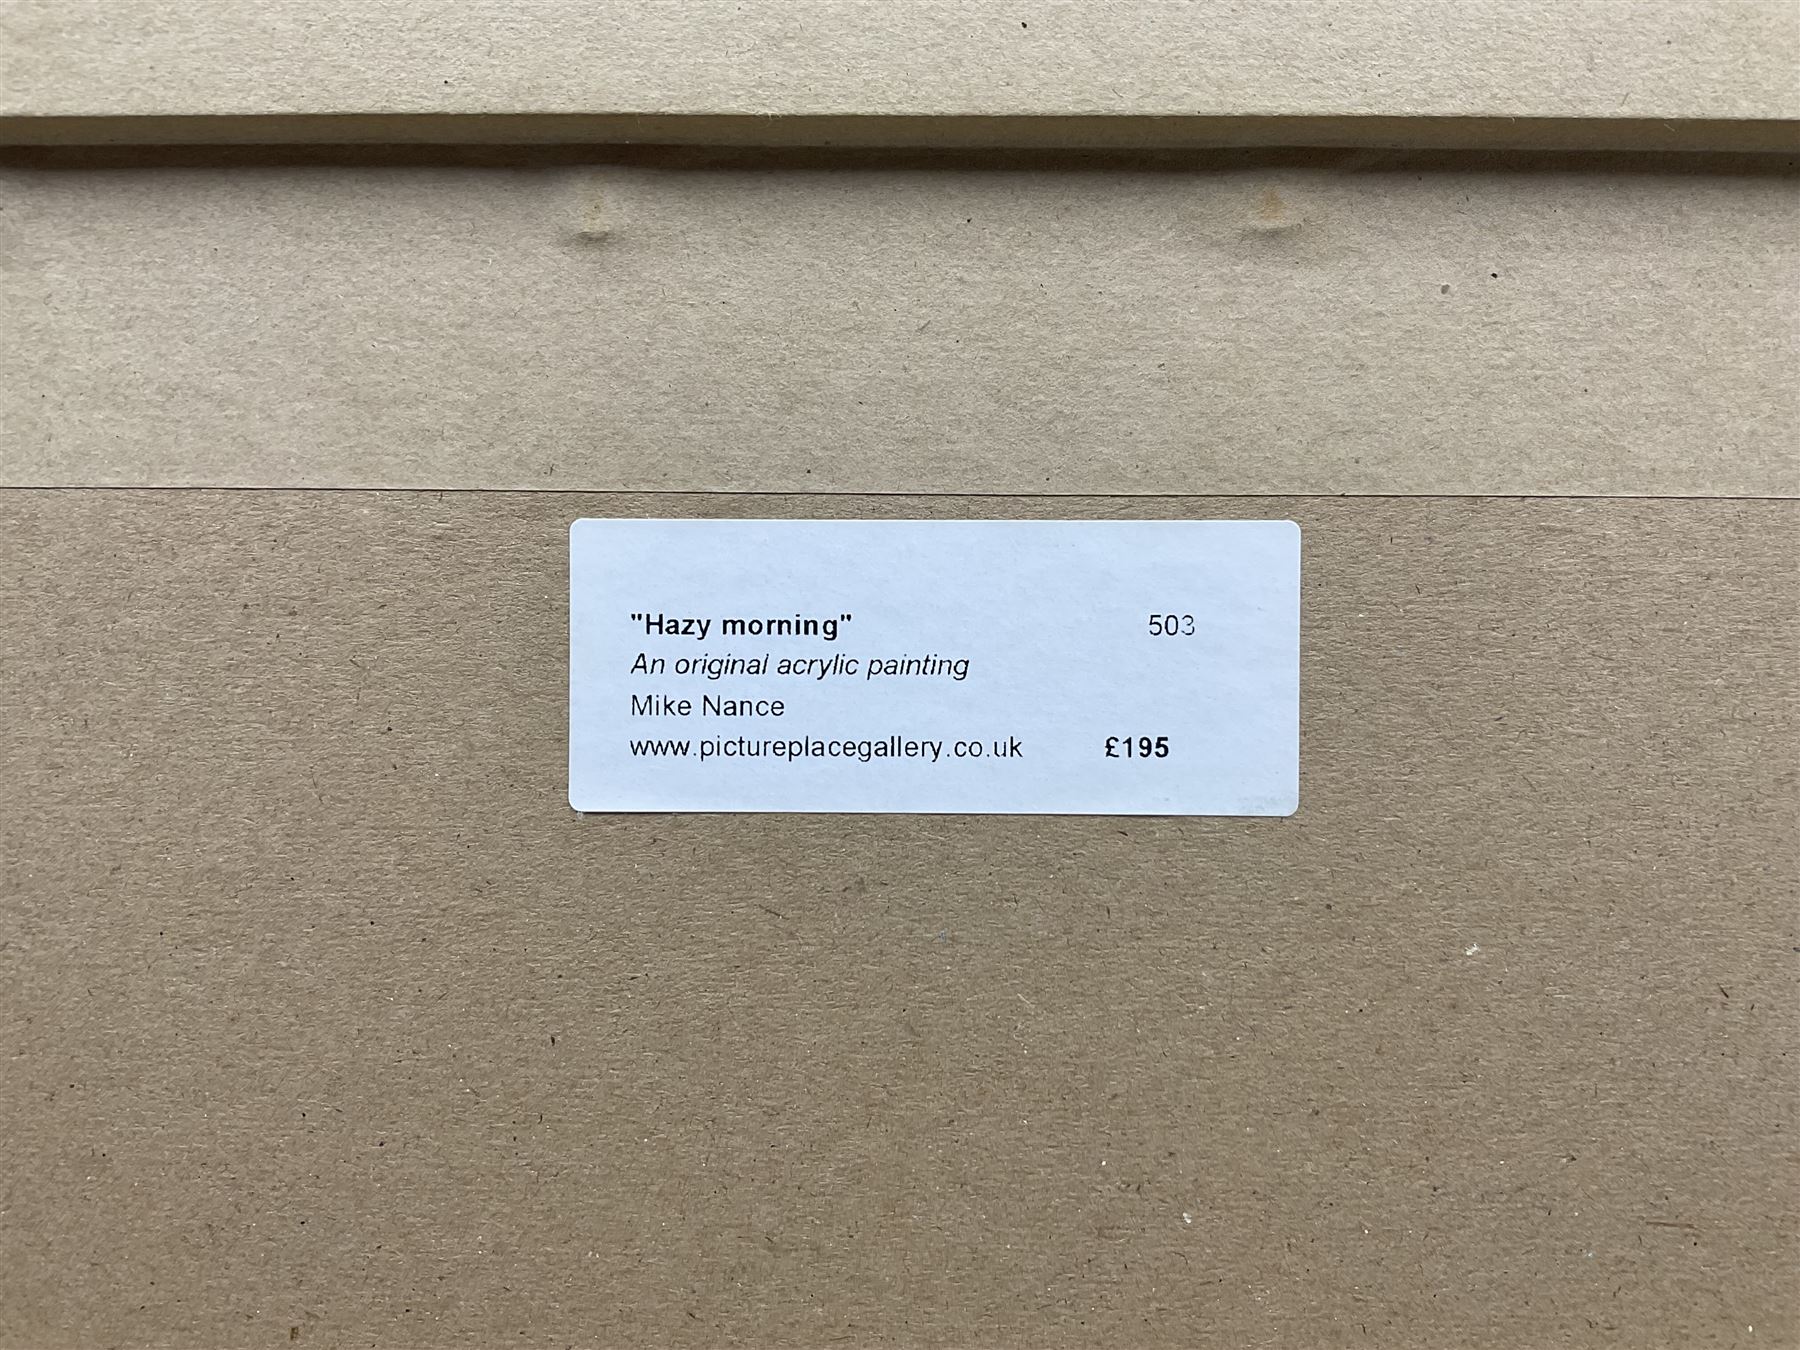 "Hazy morning" 503
An original acrylic painting
Mike Nance
www.pictureplacegallery.co.uk £195